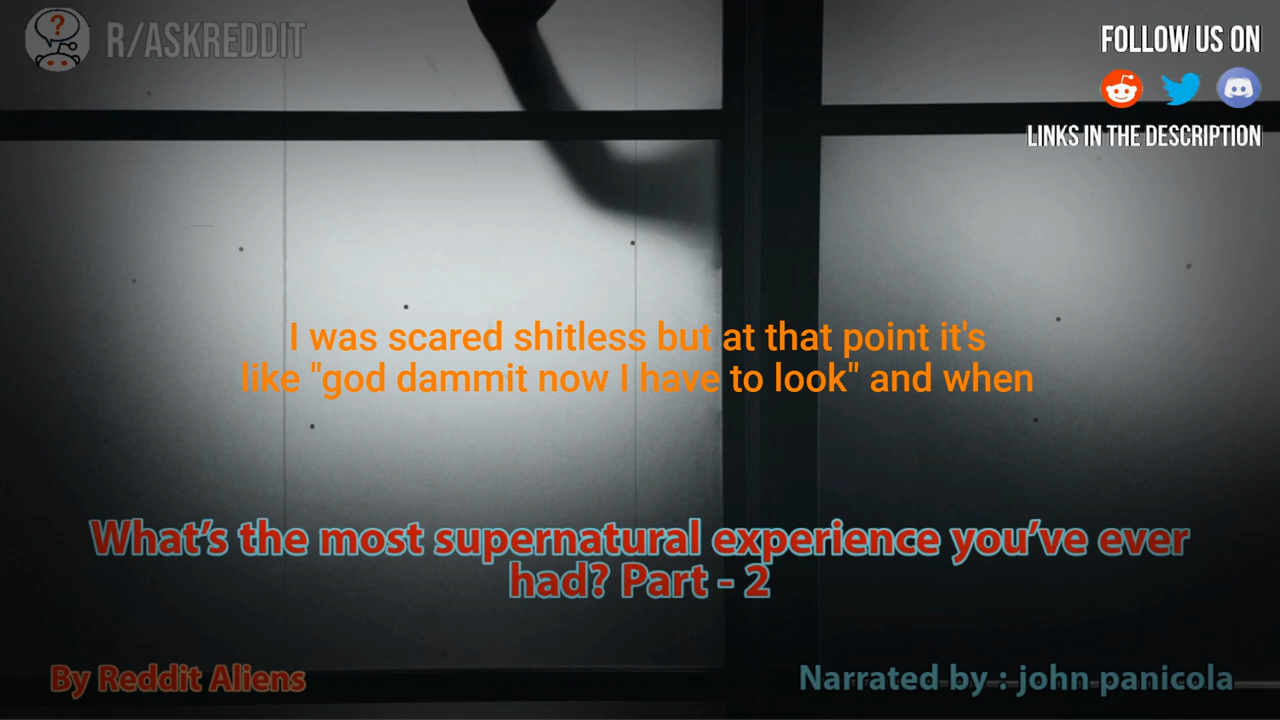 R/ASKREDDIT
FOLLOW US ON
LINKS IN THE DESCRIPTION
I was scared shitless but at that point it's
like "god dammit now I have to look" and when
What's the most supernatural experience you've ever
had? Part - 2
By Reddit Aliens
Narrated by : john panicola